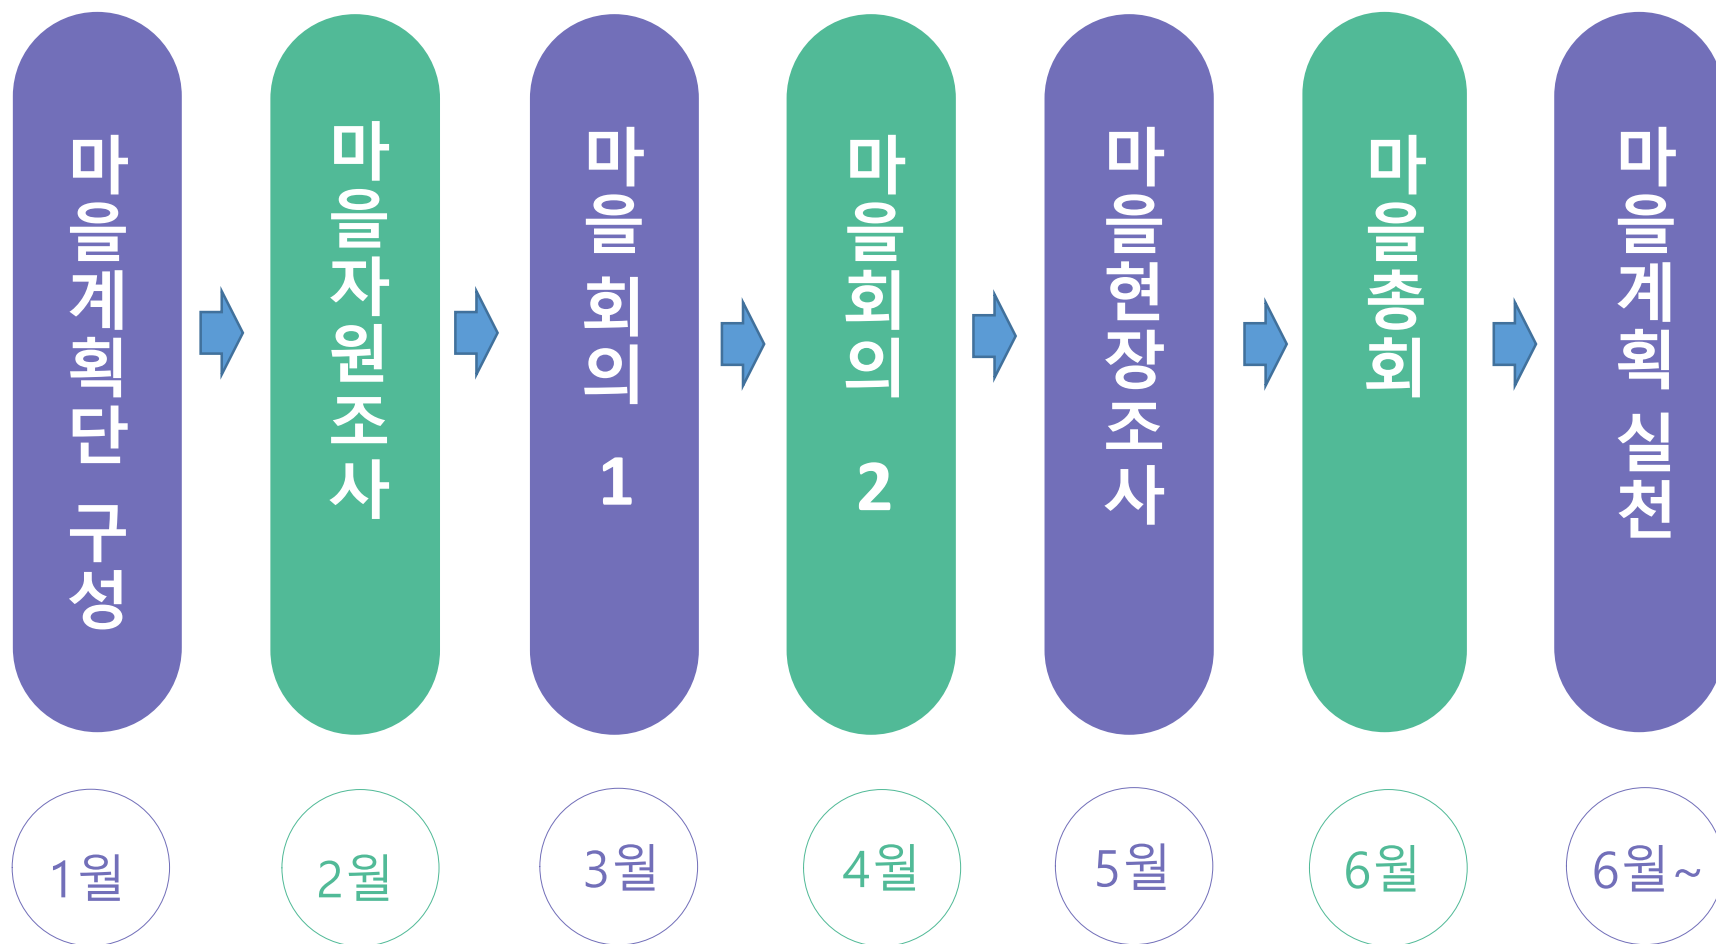 마을계획단 구성
마을자원조사
마을 회의 1
마을회의 2
마을현장조사
마을총회
마을계획 실천
1월
2월
3월
4월
5월
6월
6월~